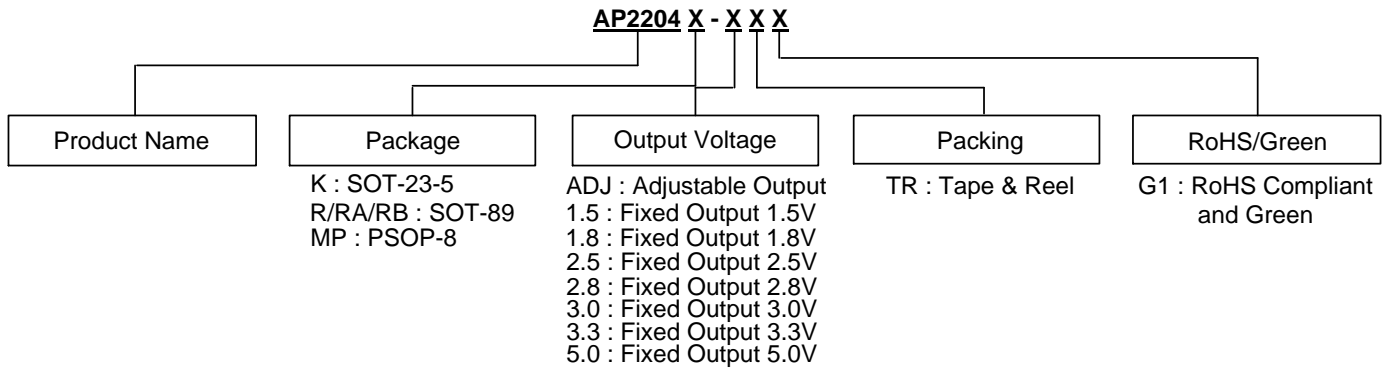 AP2204 X - X X X
Product Name
Package
Output Voltage
Packing
RoHS/Green
K : SOT-23-5
R/RA/RB : SOT-89
MP : PSOP-8
ADJ : Adjustable Output
1.5 : Fixed Output 1.5V
1.8 : Fixed Output 1.8V
2.5 : Fixed Output 2.5V
2.8 : Fixed Output 2.8V
3.0 : Fixed Output 3.0V
3.3 : Fixed Output 3.3V
5.0 : Fixed Output 5.0V
TR : Tape & Reel
G1 : RoHS Compliant
and Green